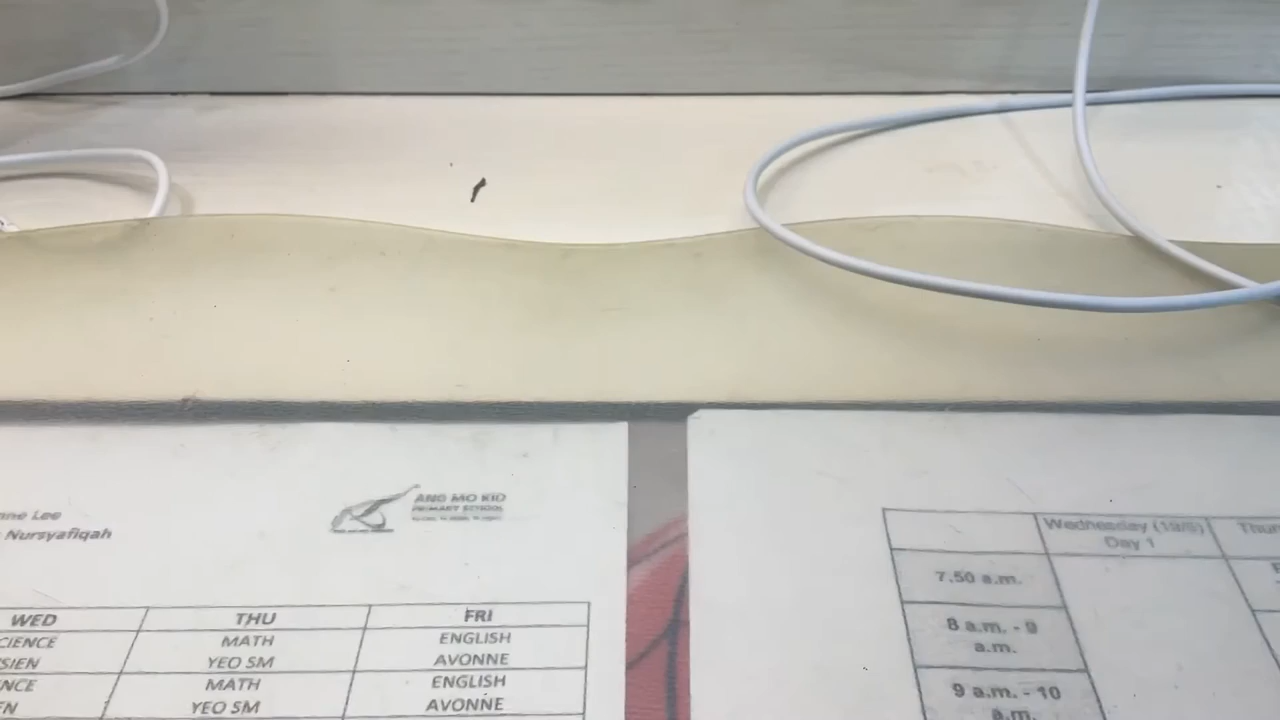 nne Lee
Nursyafiqah
ANG MO KIO
PRIMARY SCHOOL
WED THU FRI
CIENCE MATH ENGLISH
SIEN YEO SM AVONNE
NCE MATH ENGLISH
EN YEO SM AVONNE
Wednesday (19/5) Thu
Day 1
7.50 a.m.
8 a.m. - 9
a.m.
9 a.m. - 10
a.m.